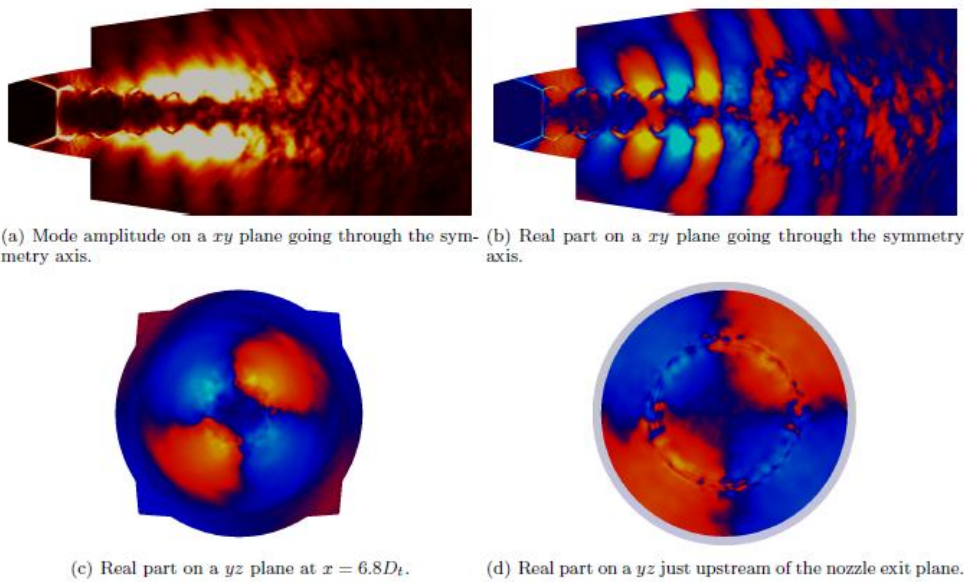 (a) Mode amplitude on a xy plane going through the sym-
metry axis.
(b) Real part on a xy plane going through the symmetry
axis.
(c) Real part on a yz plane at x = 6.8Dₜ.
(d) Real part on a yz just upstream of the nozzle exit plane.